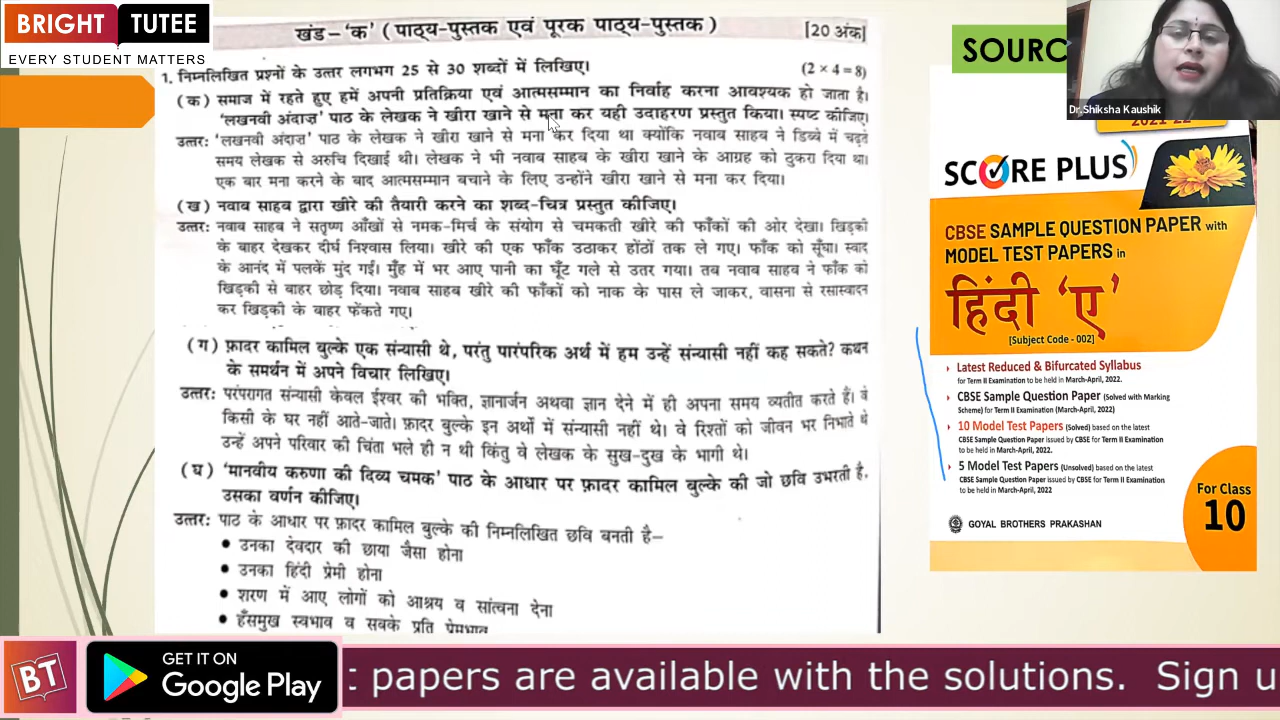 BRIGHT TUTEE
EVERY STUDENT MATTERS
खंड–'क' (पाठ्य-पुस्तक एवं पूरक पाठ्य-पुस्तक) [20 अंक]
1. निम्नलिखित प्रश्नों के उत्तर लगभग 25 से 30 शब्दों में लिखिए। (2 × 4 = 8)
(क) समाज में रहते हुए हमें अपनी प्रतिक्रिया एवं आत्मसम्मान का निर्वाह करना आवश्यक हो जाता है।
'लखनवी अंदाज़' पाठ के लेखक ने खीरा खाने से मना कर यही उदाहरण प्रस्तुत किया। स्पष्ट कीजिए।
उत्तर: 'लखनवी अंदाज़' पाठ के लेखक ने खीरा खाने से मना कर दिया था क्योंकि नवाब साहब ने डिब्बे में चढ़ते
समय लेखक से अरुचि दिखाई थी। लेखक ने भी नवाब साहब के खीरा खाने के आग्रह को ठुकरा दिया था।
एक बार मना करने के बाद आत्मसम्मान बचाने के लिए उन्होंने खीरा खाने से मना कर दिया।
(ख) नवाब साहब द्वारा खीरे की तैयारी करने का शब्द-चित्र प्रस्तुत कीजिए।
उत्तर: नवाब साहब ने सतृष्ण आँखों से नमक-मिर्च के संयोग से चमकती खीरे की फाँकों की ओर देखा। खिड़की
के बाहर देखकर दीर्घ निश्वास लिया। खीरे की एक फाँक उठाकर होंठों तक ले गए। फाँक को सूँघा। स्वाद
के आनंद में पलकें मुंद गईं। मुँह में भर आए पानी का घूँट गले से उतर गया। तब नवाब साहब ने फाँक को
खिड़की से बाहर छोड़ दिया। नवाब साहब खीरे की फाँकों को नाक के पास ले जाकर, वासना से रसास्वादन
कर खिड़की के बाहर फेंकते गए।
(ग) फ़ादर कामिल बुल्के एक संन्यासी थे, परंतु पारंपरिक अर्थ में हम उन्हें संन्यासी नहीं कह सकते? कथन
के समर्थन में अपने विचार लिखिए।
उत्तर: परंपरागत संन्यासी केवल ईश्वर की भक्ति, ज्ञानार्जन अथवा ज्ञान देने में ही अपना समय व्यतीत करते हैं। वे
किसी के घर नहीं आते-जाते। फ़ादर बुल्के इन अर्थों में संन्यासी नहीं थे। वे रिश्तों को जीवन भर निभाते थे
उन्हें अपने परिवार की चिंता भले ही न थी किंतु वे लेखक के सुख-दुख के भागी थे।
(घ) 'मानवीय करुणा की दिव्य चमक' पाठ के आधार पर फ़ादर कामिल बुल्के की जो छवि उभरती है,
उसका वर्णन कीजिए।
उत्तर: पाठ के आधार पर फ़ादर कामिल बुल्के की निम्नलिखित छवि बनती है–
• उनका देवदार की छाया जैसा होना
• उनका हिंदी प्रेमी होना
• शरण में आए लोगों को आश्रय व सांत्वना देना
• हँसमुख स्वभाव व सबके प्रति प्रेमभाव
SOURC
Dr.Shiksha Kaushik
2021-22
SCORE PLUS
CBSE SAMPLE QUESTION PAPER with
MODEL TEST PAPERS in
हिंदी 'ए'
[Subject Code - 002]
Latest Reduced & Bifurcated Syllabus
for Term II Examination to be held in March-April, 2022.
CBSE Sample Question Paper (Solved with Marking
Scheme) for Term II Examination (March-April, 2022)
10 Model Test Papers (Solved) based on the latest
CBSE Sample Question Paper issued by CBSE for Term II Examination
to be held in March-April, 2022.
5 Model Test Papers (Unsolved) based on the latest
CBSE Sample Question Paper issued by CBSE for Term II Examination
to be held in March-April, 2022
For Class
10
GOYAL BROTHERS PRAKASHAN
BT
GET IT ON
Google Play
t papers are available with the solutions. Sign u